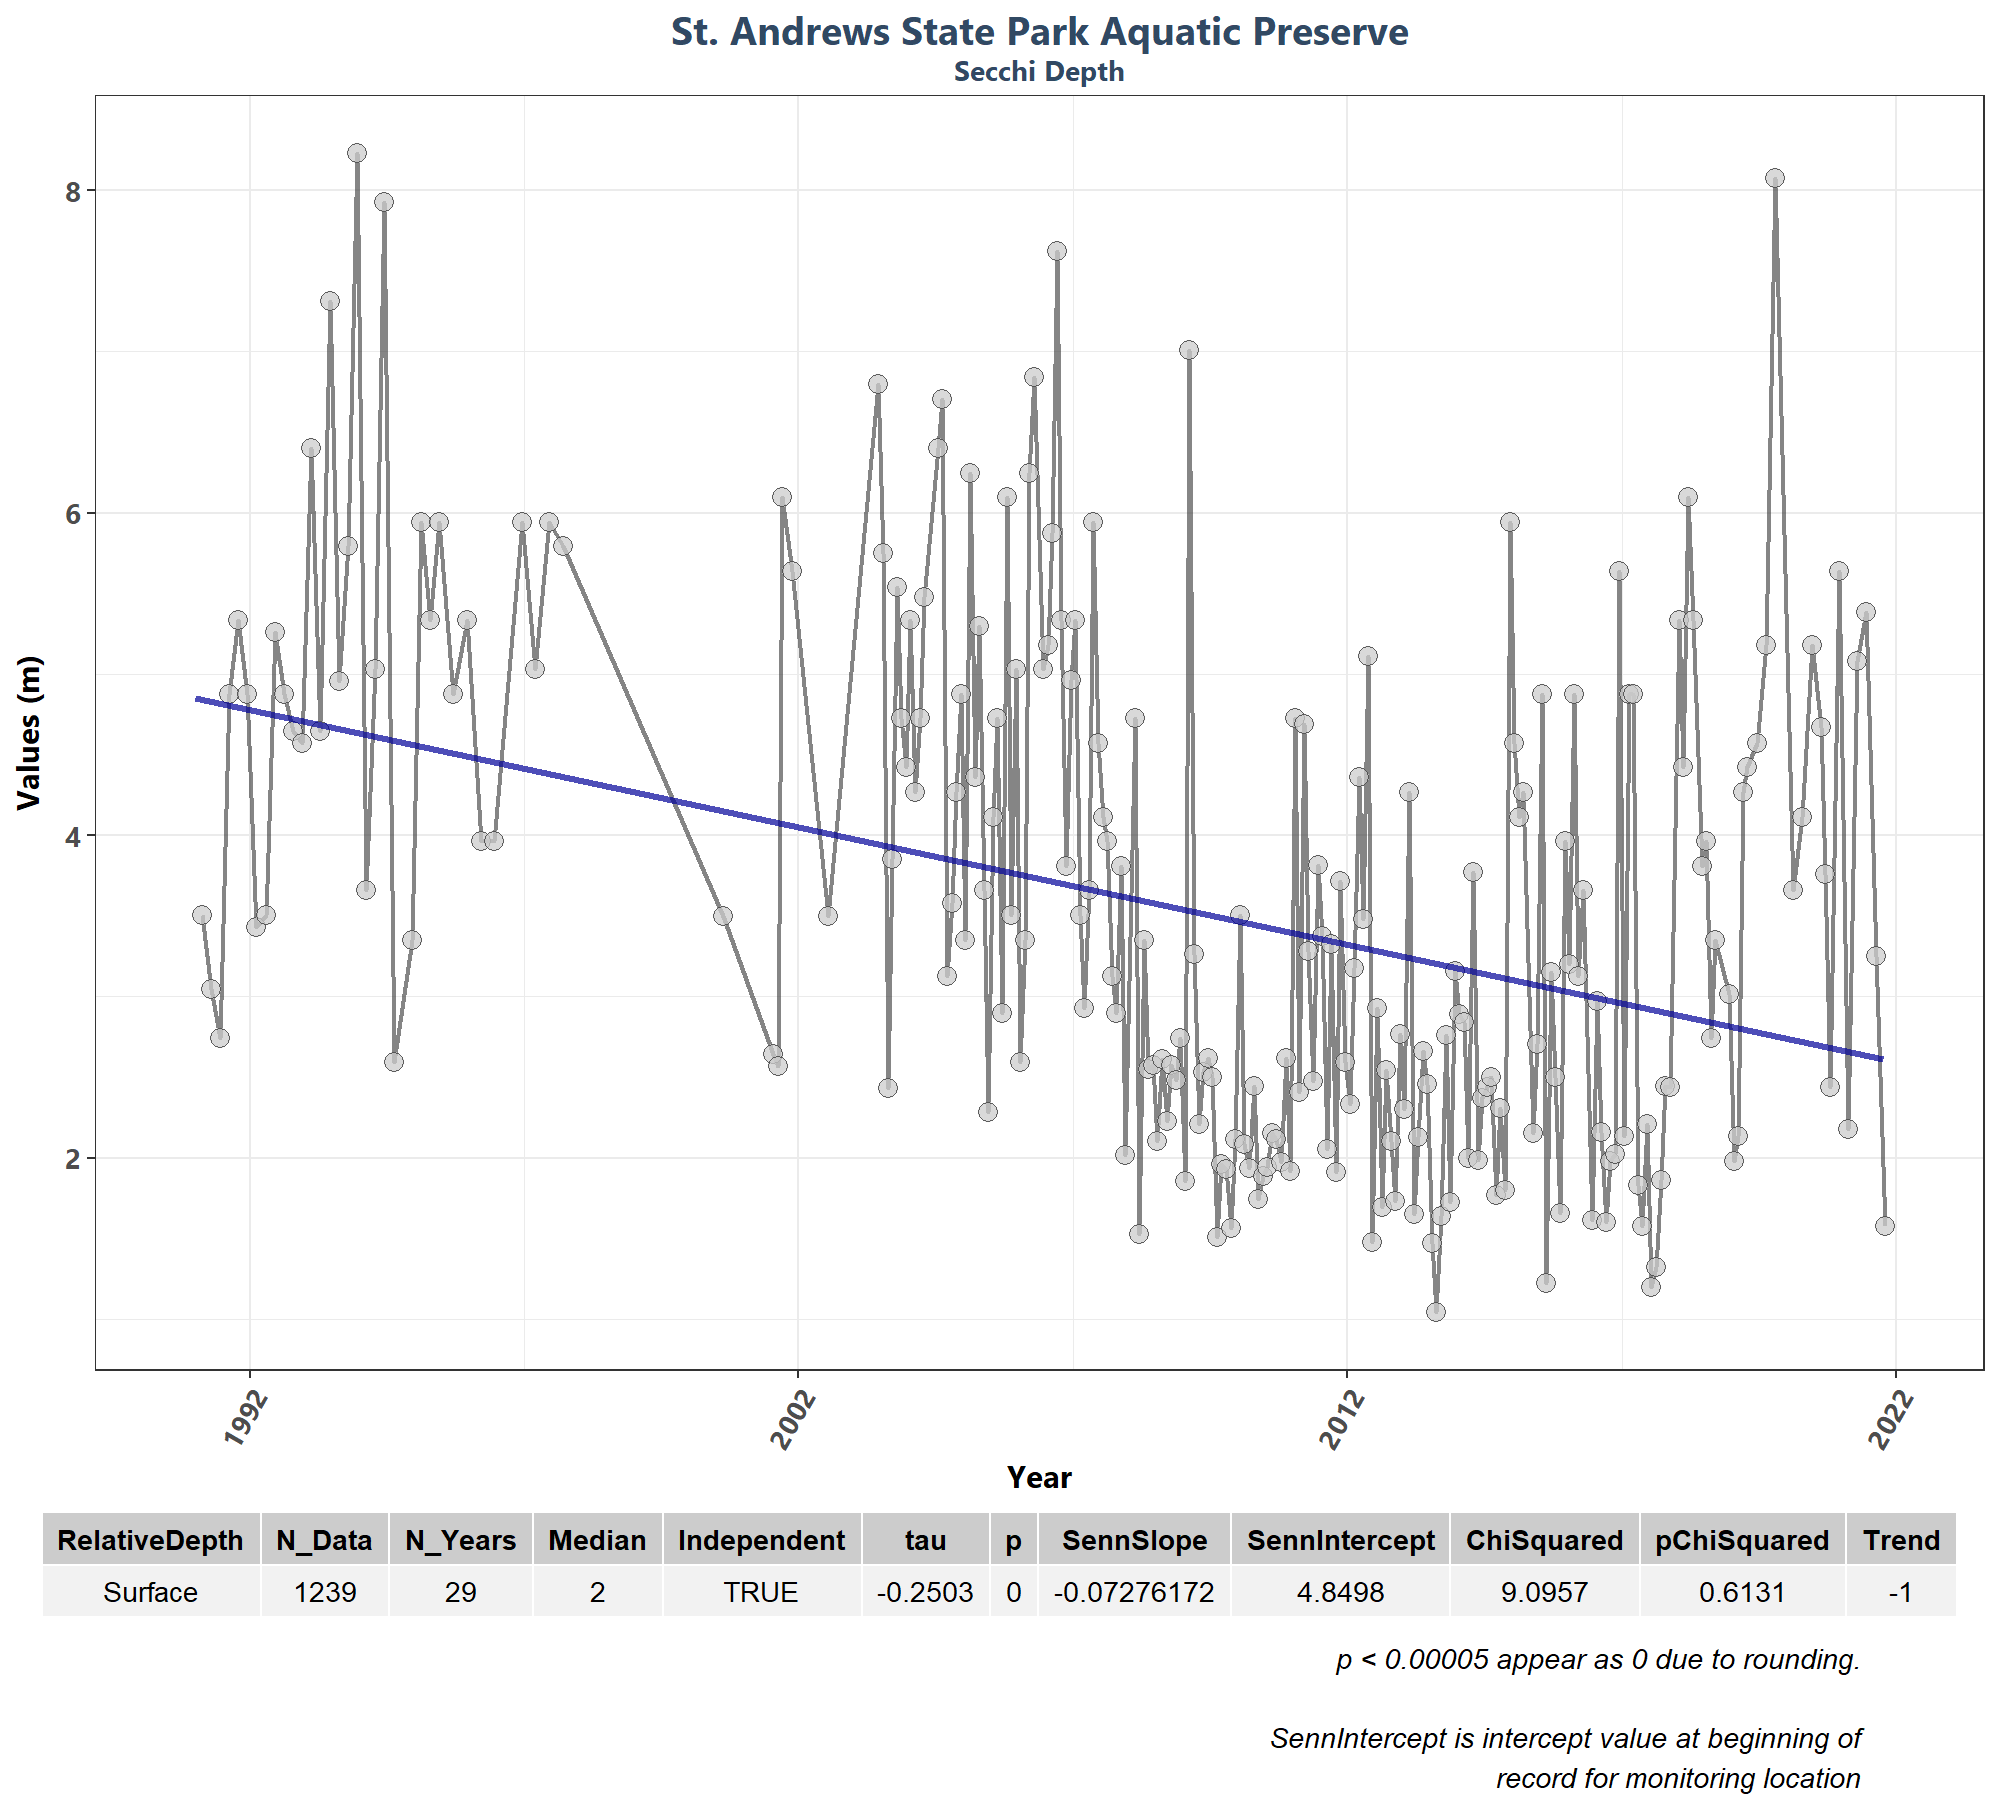 St. Andrews State Park Aquatic Preserve
Secchi Depth
Values (m)
8
6
4
2
1992
2002
2012
2022
Year
RelativeDepth N_Data N_Years Median Independent tau p SennSlope SennIntercept ChiSquared pChiSquared Trend
Surface 1239 29 2 TRUE -0.2503 0 -0.07276172 4.8498 9.0957 0.6131 -1
p < 0.00005 appear as 0 due to rounding.
SennIntercept is intercept value at beginning of
record for monitoring location